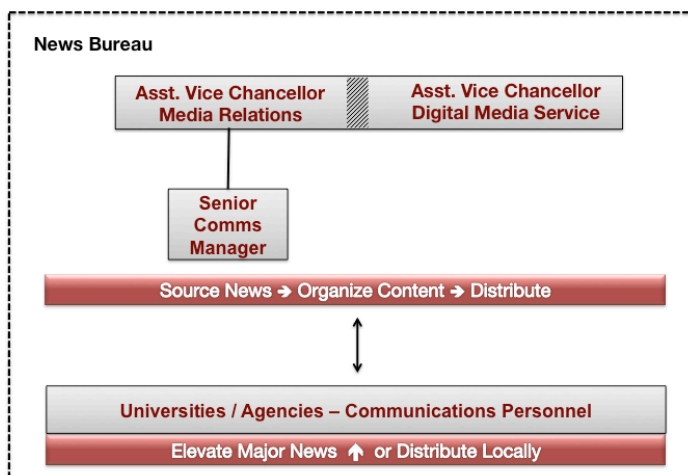 News Bureau
Asst. Vice Chancellor
Media Relations
Asst. Vice Chancellor
Digital Media Service
Senior
Comms
Manager
Source News ➔ Organize Content ➔ Distribute
Universities / Agencies – Communications Personnel
Elevate Major News ⬆ or Distribute Locally